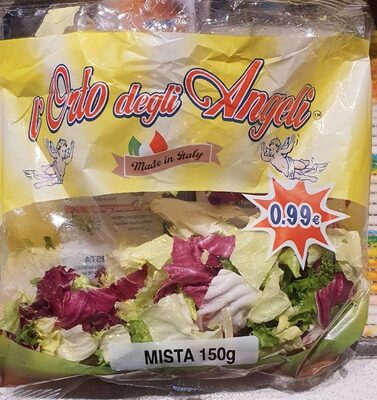 l'Orto degli Angeli
Made in Italy
0.99€
MISTA 150g